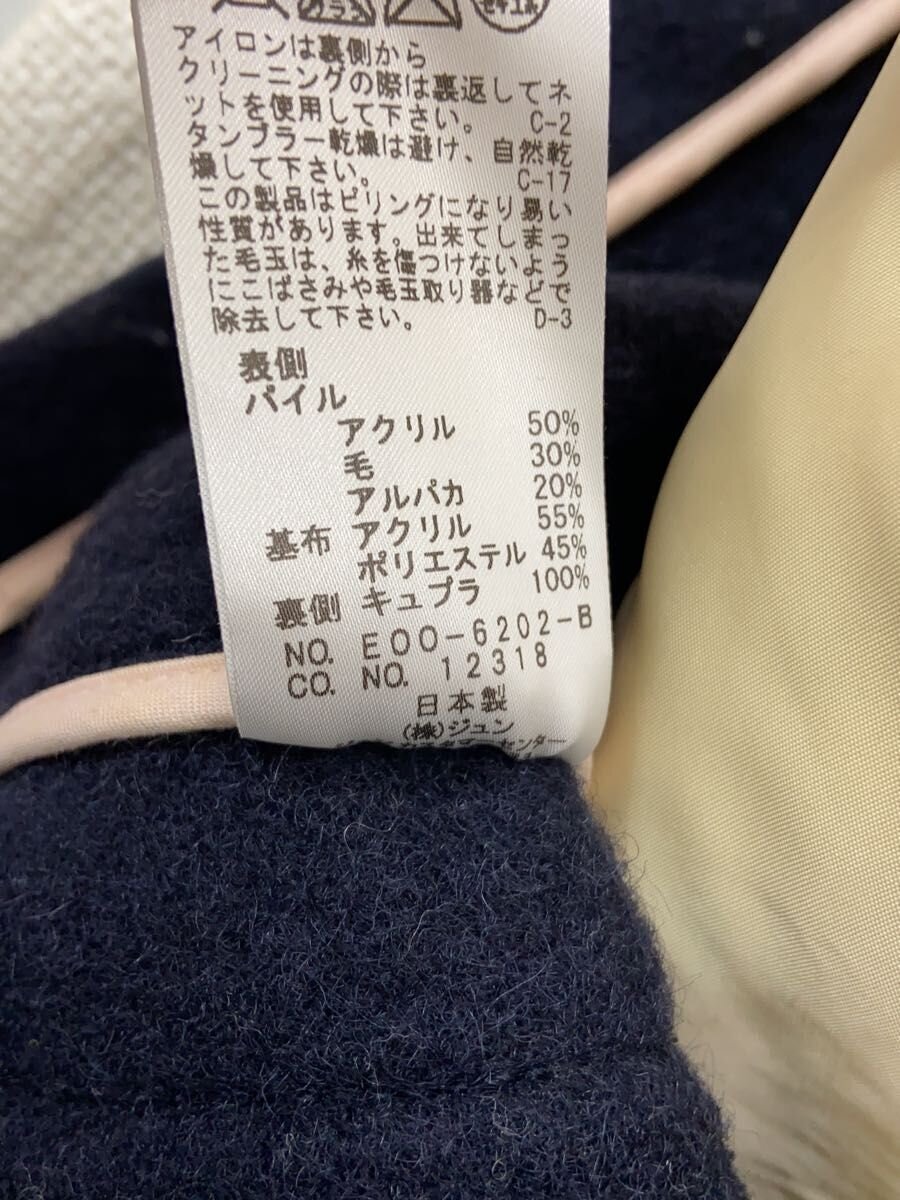 セキユ系
アイロンは裏側から
クリーニングの際は裏返してネ
ットを使用して下さい。 C-2
タンブラー乾燥は避け、自然乾
燥して下さい。 C-17
この製品はピリングになり易い
性質があります。出来てしまっ
た毛玉は、糸を傷つけないよう
にこばさみや毛玉取り器などで
除去して下さい。 D-3
表側
パイル
アクリル 50%
毛 30%
アルパカ 20%
基布 アクリル 55%
ポリエステル 45%
裏側 キュプラ 100%
NO. E00-6202-B
CO. NO. 12318
日本製
(株)ジュン
センター